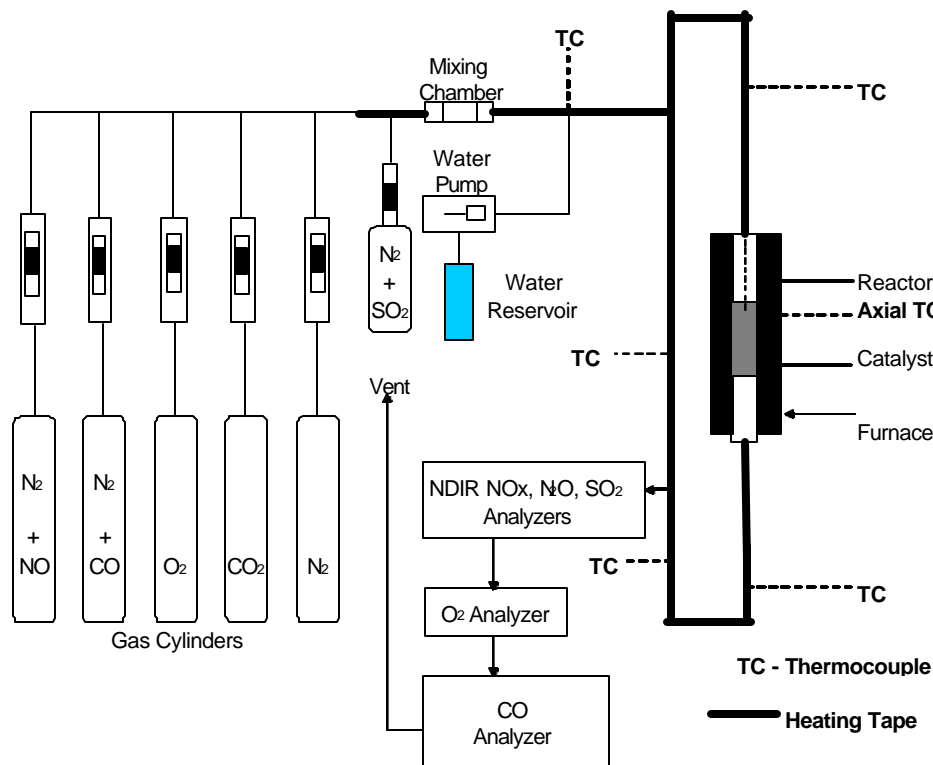 TC
Mixing
Chamber
TC
Water
Pump
N2
+
SO2
Water
Reservoir
Reactor
Axial TC
TC
Catalyst
Vent
Furnace
N2
+
NO
N2
+
CO
O2
CO2
N2
Gas Cylinders
NDIR NOx, N2O, SO2
Analyzers
TC
TC
O2 Analyzer
CO
Analyzer
TC - Thermocouple
Heating Tape